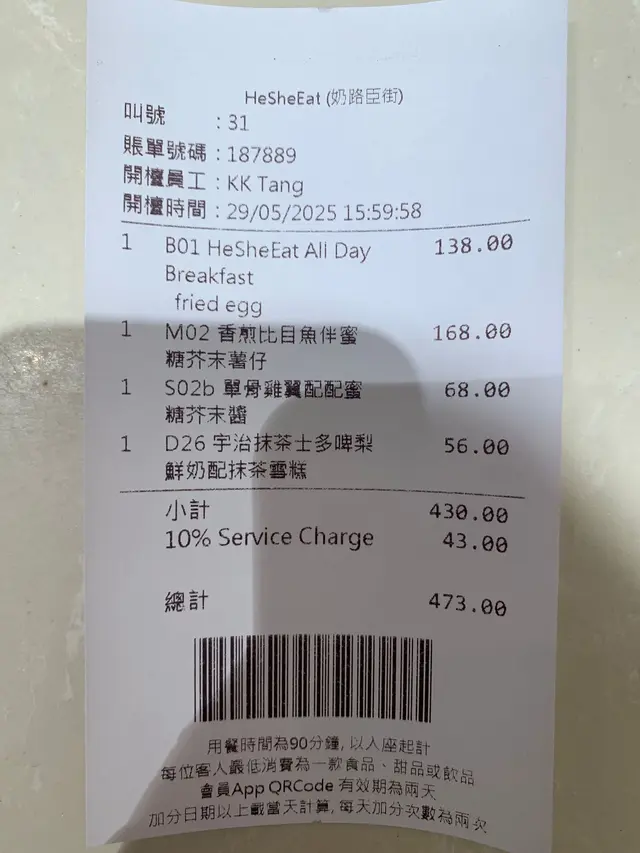 HeSheEat (奶路臣街)
叫號 : 31
賬單號碼 : 187889
開檯員工 : KK Tang
開檯時間 : 29/05/2025 15:59:58
1 B01 HeSheEat All Day 138.00
Breakfast
fried egg
1 M02 香煎比目魚伴蜜 168.00
糖芥末薯仔
1 S02b 單骨雞翼配配蜜 68.00
糖芥末醬
1 D26 宇治抹茶士多啤梨 56.00
鮮奶配抹茶雪糕
小計 430.00
10% Service Charge 43.00
總計 473.00
用餐時間為90分鐘, 以入座起計
每位客人最低消費為一款食品、甜品或飲品
會員App QRCode 有效期為兩天
加分日期以上載當天計算, 每天加分次數為兩次